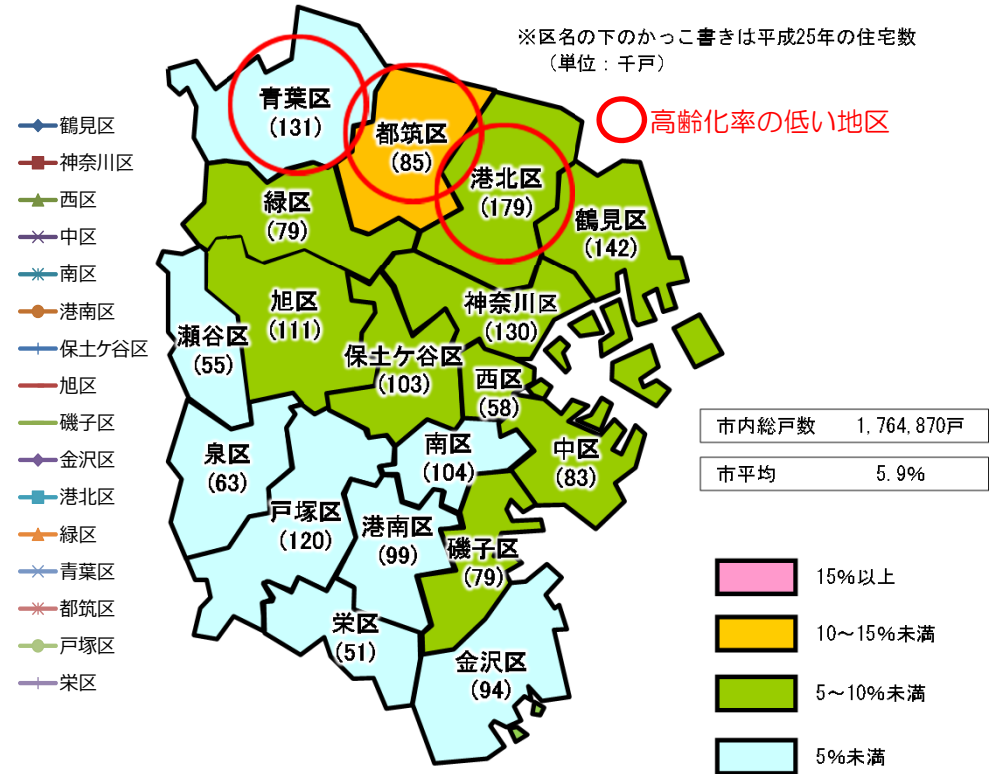 ※区名の下のかっこ書きは平成25年の住宅数
（単位：千戸）
高齢化率の低い地区
鶴見区
神奈川区
西区
中区
南区
港南区
保土ケ谷区
旭区
磯子区
金沢区
港北区
緑区
青葉区
都筑区
戸塚区
栄区
青葉区
(131)
都筑区
(85)
港北区
(179)
緑区
(79)
鶴見区
(142)
旭区
(111)
神奈川区
(130)
瀬谷区
(55)
保土ケ谷区
(103)
西区
(58)
泉区
(63)
南区
(104)
中区
(83)
戸塚区
(120)
港南区
(99)
磯子区
(79)
栄区
(51)
金沢区
(94)
市内総戸数 1,764,870戸
市平均 5.9%
15%以上
10～15%未満
5～10%未満
5%未満